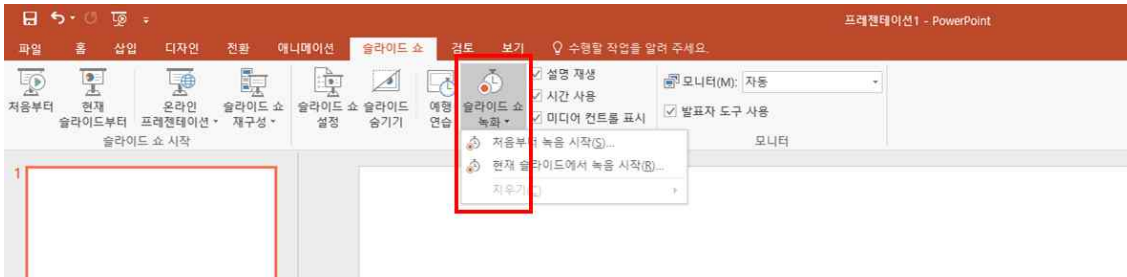 프레젠테이션1 - PowerPoint
파일 홈 삽입 디자인 전환 애니메이션 슬라이드 쇼 검토 보기 수행할 작업을 알려 주세요.
처음부터
현재
슬라이드부터
온라인
프레젠테이션
슬라이드 쇼
재구성
슬라이드 쇼
설정
슬라이드
숨기기
예행
연습
슬라이드 쇼
녹화
설명 재생
시간 사용
미디어 컨트롤 표시
모니터(M): 자동
발표자 도구 사용
슬라이드 쇼 시작
모니터
처음부터 녹음 시작(S)...
현재 슬라이드에서 녹음 시작(R)...
지우기
1